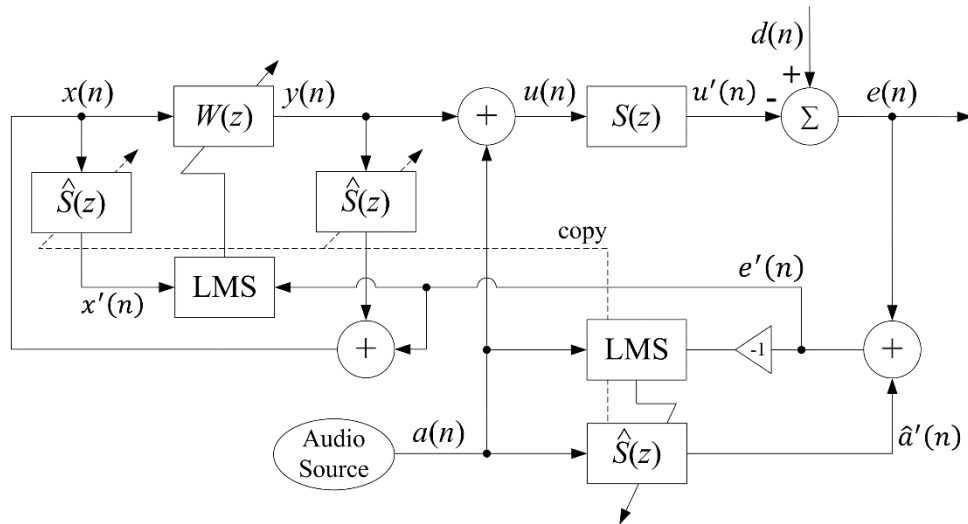 d(n)
x(n)
W(z)
y(n)
+
u(n)
S(z)
u'(n)
+
-
Σ
e(n)
Ŝ(z)
Ŝ(z)
copy
x'(n)
LMS
e'(n)
+
LMS
-1
+
Audio
Source
a(n)
Ŝ(z)
â'(n)